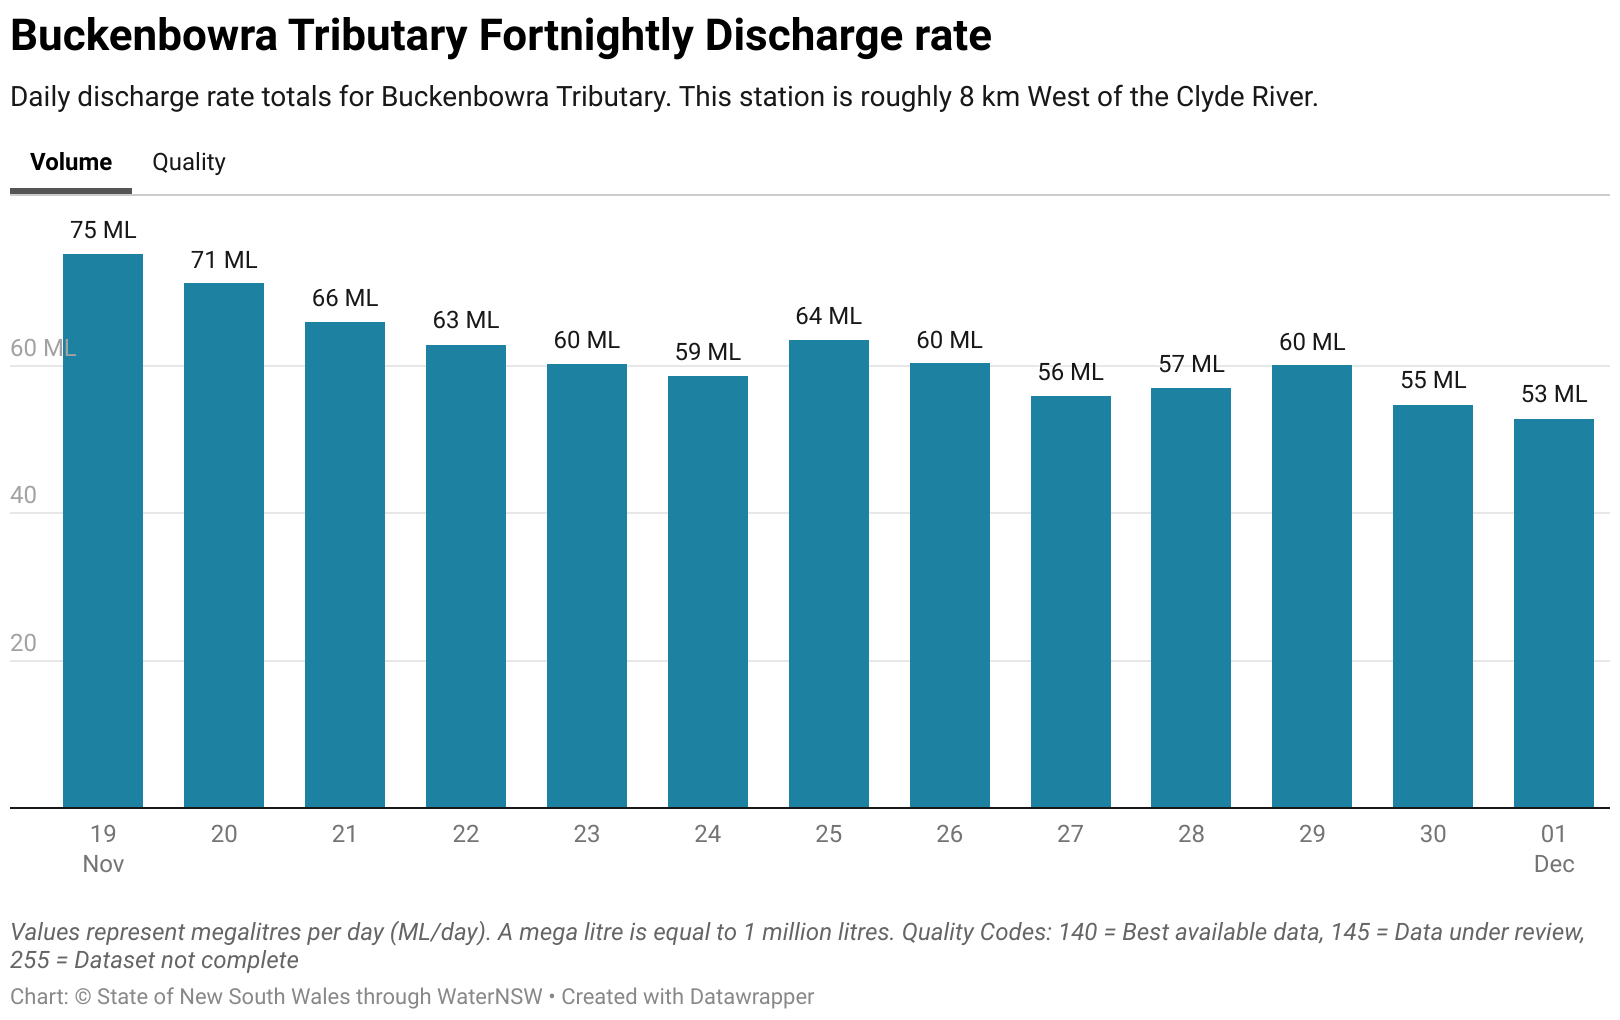 Buckenbowra Tributary Fortnightly Discharge rate
Daily discharge rate totals for Buckenbowra Tributary. This station is roughly 8 km West of the Clyde River.
Volume Quality
75 ML
71 ML
66 ML
63 ML
60 ML
59 ML
64 ML
60 ML
56 ML
57 ML
60 ML
55 ML
53 ML
60 ML
40
20
19 20 21 22 23 24 25 26 27 28 29 30 01
Nov Dec
Values represent megalitres per day (ML/day). A mega litre is equal to 1 million litres. Quality Codes: 140 = Best available data, 145 = Data under review,
255 = Dataset not complete
Chart: © State of New South Wales through WaterNSW • Created with Datawrapper